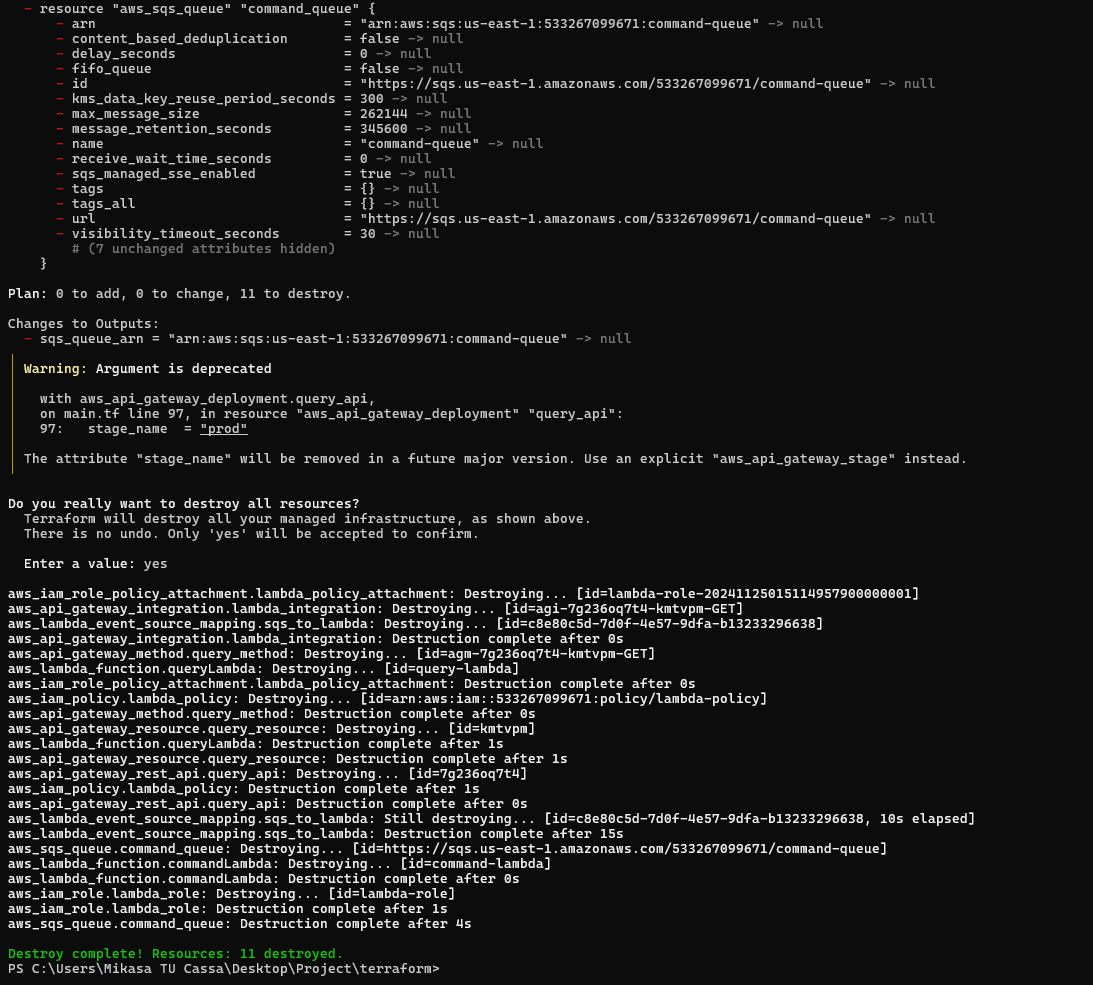 - resource "aws_sqs_queue" "command_queue" {
- arn = "arn:aws:sqs:us-east-1:533267099671:command-queue" -> null
- content_based_deduplication = false -> null
- delay_seconds = 0 -> null
- fifo_queue = false -> null
- id = "https://sqs.us-east-1.amazonaws.com/533267099671/command-queue" -> null
- kms_data_key_reuse_period_seconds = 300 -> null
- max_message_size = 262144 -> null
- message_retention_seconds = 345600 -> null
- name = "command-queue" -> null
- receive_wait_time_seconds = 0 -> null
- sqs_managed_sse_enabled = true -> null
- tags = {} -> null
- tags_all = {} -> null
- url = "https://sqs.us-east-1.amazonaws.com/533267099671/command-queue" -> null
- visibility_timeout_seconds = 30 -> null
# (7 unchanged attributes hidden)
}
Plan: 0 to add, 0 to change, 11 to destroy.
Changes to Outputs:
- sqs_queue_arn = "arn:aws:sqs:us-east-1:533267099671:command-queue" -> null
Warning: Argument is deprecated
with aws_api_gateway_deployment.query_api,
on main.tf line 97, in resource "aws_api_gateway_deployment" "query_api":
97: stage_name = "prod"
The attribute "stage_name" will be removed in a future major version. Use an explicit "aws_api_gateway_stage" instead.
Do you really want to destroy all resources?
Terraform will destroy all your managed infrastructure, as shown above.
There is no undo. Only 'yes' will be accepted to confirm.
Enter a value: yes
aws_iam_role_policy_attachment.lambda_policy_attachment: Destroying... [id=lambda-role-20241125015114957900000001]
aws_api_gateway_integration.lambda_integration: Destroying... [id=agi-7g236oq7t4-kmtvpm-GET]
aws_lambda_event_source_mapping.sqs_to_lambda: Destroying... [id=c8e80c5d-7d0f-4e57-9dfa-b13233296638]
aws_api_gateway_integration.lambda_integration: Destruction complete after 0s
aws_api_gateway_method.query_method: Destroying... [id=agm-7g236oq7t4-kmtvpm-GET]
aws_lambda_function.queryLambda: Destroying... [id=query-lambda]
aws_iam_role_policy_attachment.lambda_policy_attachment: Destruction complete after 0s
aws_iam_policy.lambda_policy: Destroying... [id=arn:aws:iam::533267099671:policy/lambda-policy]
aws_api_gateway_method.query_method: Destruction complete after 0s
aws_api_gateway_resource.query_resource: Destroying... [id=kmtvpm]
aws_lambda_function.queryLambda: Destruction complete after 1s
aws_api_gateway_resource.query_resource: Destruction complete after 1s
aws_api_gateway_rest_api.query_api: Destroying... [id=7g236oq7t4]
aws_iam_policy.lambda_policy: Destruction complete after 1s
aws_api_gateway_rest_api.query_api: Destruction complete after 0s
aws_lambda_event_source_mapping.sqs_to_lambda: Still destroying... [id=c8e80c5d-7d0f-4e57-9dfa-b13233296638, 10s elapsed]
aws_lambda_event_source_mapping.sqs_to_lambda: Destruction complete after 15s
aws_sqs_queue.command_queue: Destroying... [id=https://sqs.us-east-1.amazonaws.com/533267099671/command-queue]
aws_lambda_function.commandLambda: Destroying... [id=command-lambda]
aws_lambda_function.commandLambda: Destruction complete after 0s
aws_iam_role.lambda_role: Destroying... [id=lambda-role]
aws_iam_role.lambda_role: Destruction complete after 1s
aws_sqs_queue.command_queue: Destruction complete after 4s
Destroy complete! Resources: 11 destroyed.
PS C:\Users\Mikasa TU Cassa\Desktop\Project\terraform>